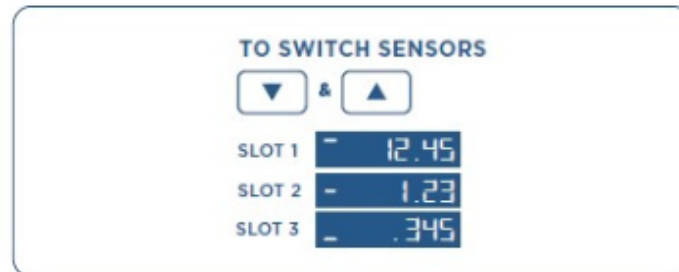 TO SWITCH SENSORS
▼ & ▲
SLOT 1 ¯ 12.45
SLOT 2 - 1.23
SLOT 3 _ .345